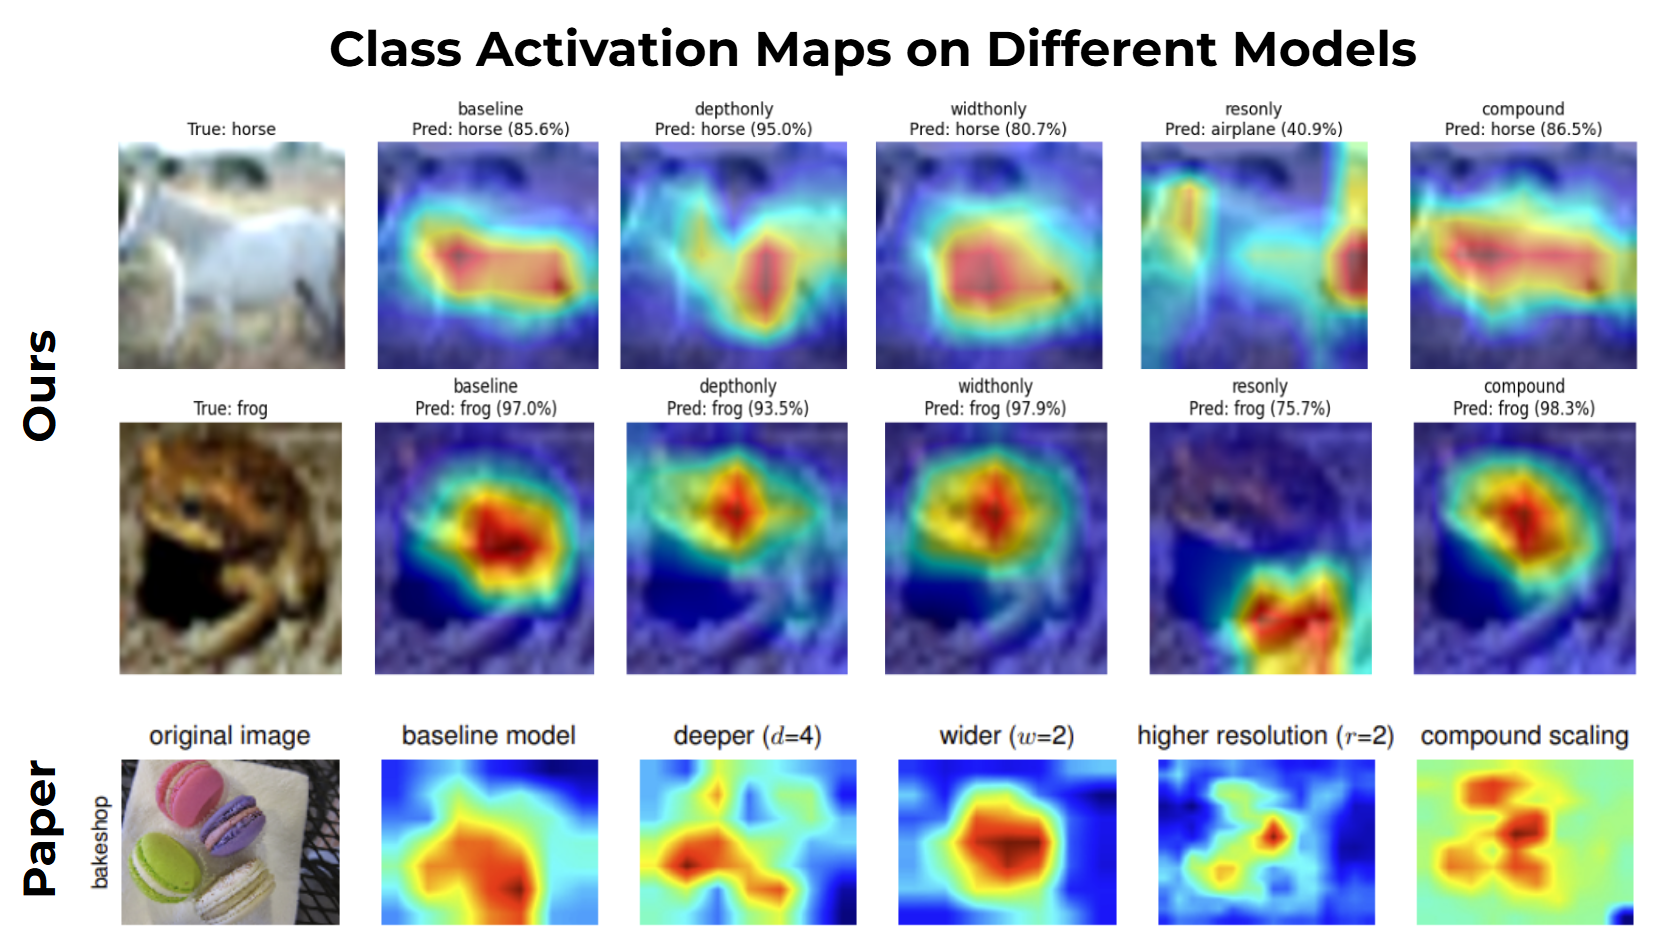 Class Activation Maps on Different Models
Ours
True: horse
baseline
Pred: horse (85.6%)
depthonly
Pred: horse (95.0%)
widthonly
Pred: horse (80.7%)
resonly
Pred: airplane (40.9%)
compound
Pred: horse (86.5%)
True: frog
baseline
Pred: frog (97.0%)
depthonly
Pred: frog (93.5%)
widthonly
Pred: frog (97.9%)
resonly
Pred: frog (75.7%)
compound
Pred: frog (98.3%)
Paper
original image
baseline model
deeper (d=4)
wider (w=2)
higher resolution (r=2)
compound scaling
bakeshop